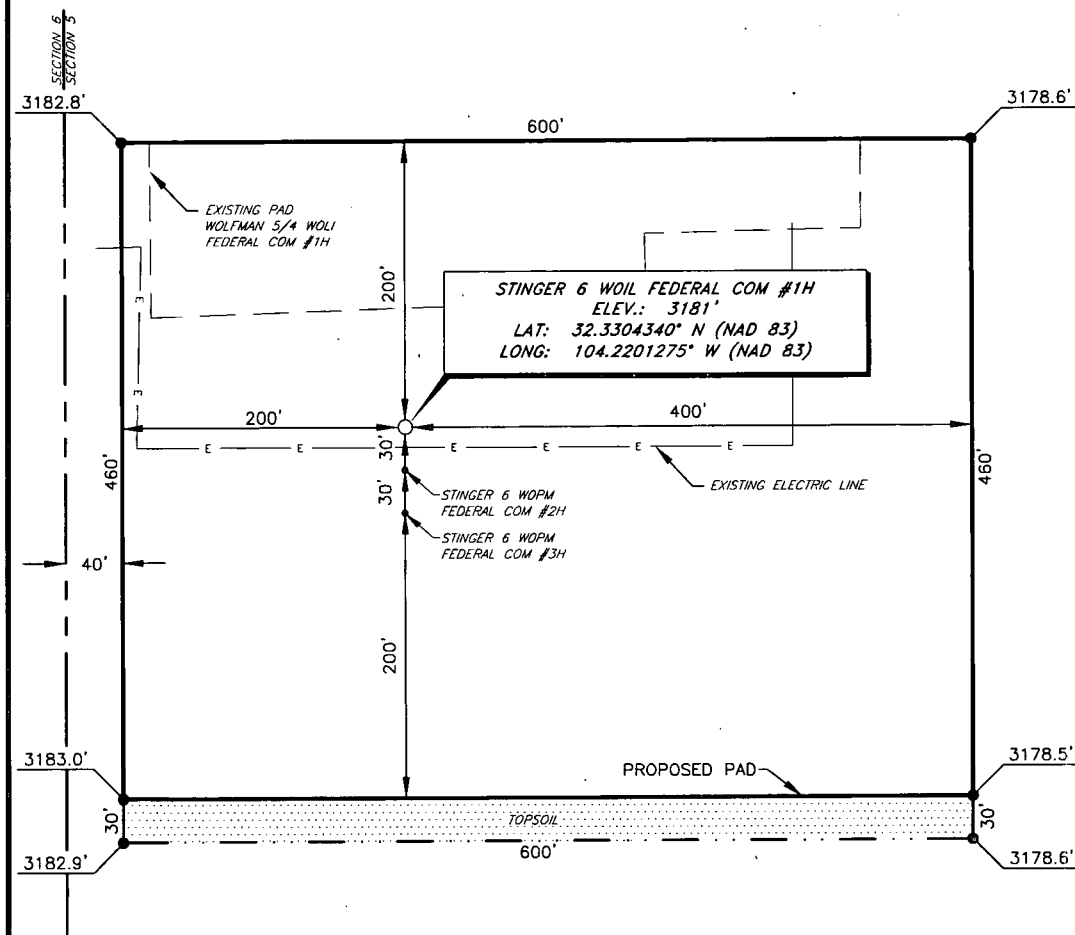 SECTION 6
SECTION 5
3182.8'
3178.6'
600'
EXISTING PAD
WOLFMAN 5/4 WOLI
FEDERAL COM #1H
200'
STINGER 6 WOIL FEDERAL COM #1H
ELEV.: 3181'
LAT: 32.3304340° N (NAD 83)
LONG: 104.2201275° W (NAD 83)
E
E
200'
400'
E E E E E E
30'
460'
460'
EXISTING ELECTRIC LINE
30'
STINGER 6 WOPM
FEDERAL COM #2H
STINGER 6 WOPM
FEDERAL COM #3H
40'
200'
3183.0'
PROPOSED PAD
3178.5'
30'
TOPSOIL
30'
600'
3182.9'
3178.6'